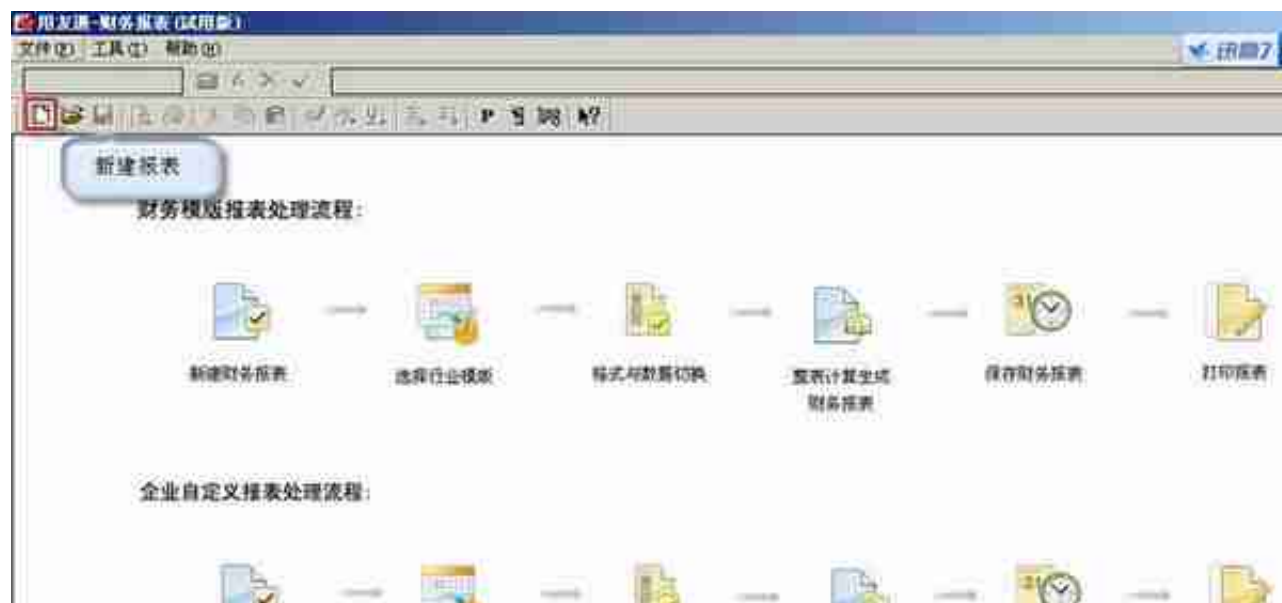 用友通-财务报表(试用版)
文件(F) 工具(T) 帮助(H)
新建报表
财务模版报表处理流程:
新建财务报表
选择行业模版
格式与数据切换
整表计算生成
财务报表
保存财务报表
打印报表
企业自定义报表处理流程: